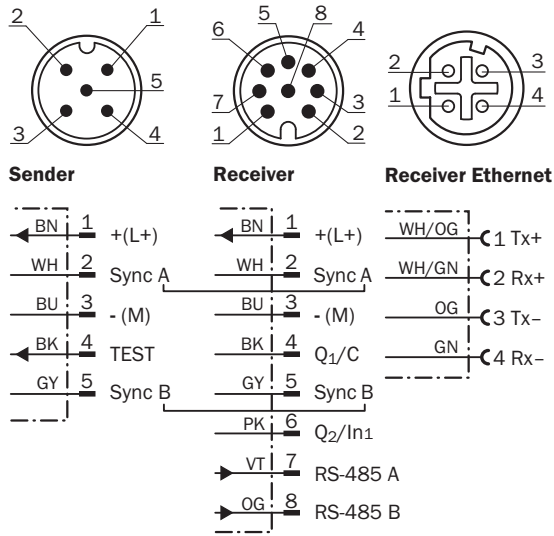 2 1
5
3 4
Sender
5 8
6 4
7 3
1 2
Receiver
2 3
1 4
Receiver Ethernet
BN 1 +(L+)
WH 2 Sync A
BU 3 - (M)
BK 4 TEST
GY 5 Sync B
BN 1 +(L+)
WH 2 Sync A
BU 3 - (M)
BK 4 Q1/C
GY 5 Sync B
PK 6 Q2/In1
VT 7 RS-485 A
OG 8 RS-485 B
WH/OG 1 Tx+
WH/GN 2 Rx+
OG 3 Tx–
GN 4 Rx–